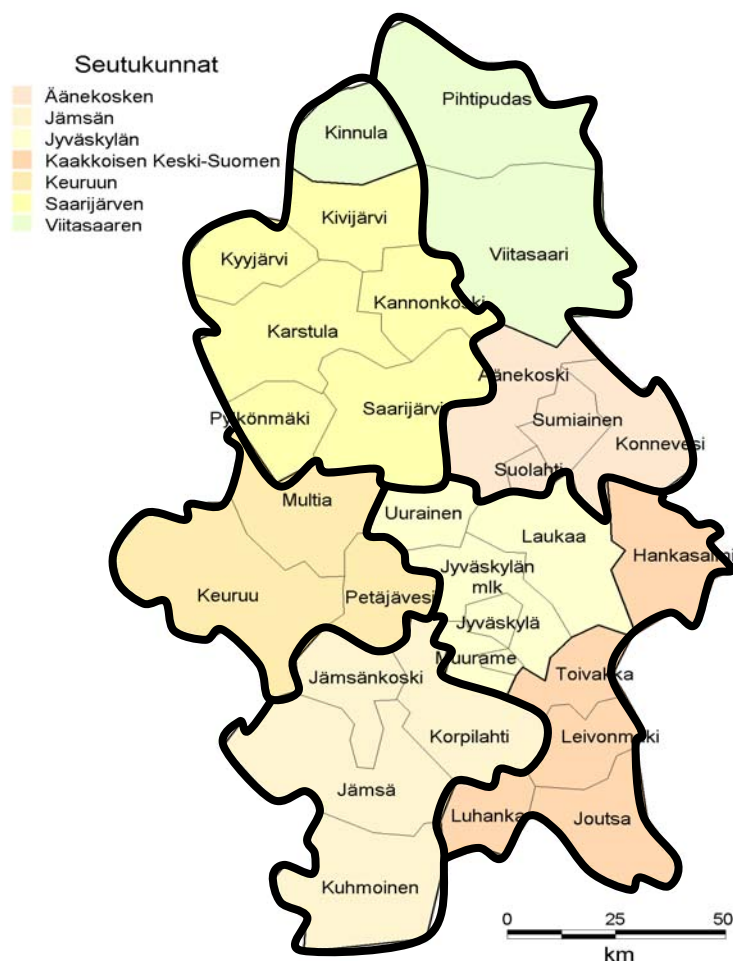 Seutukunnat
Äänekosken
Jämsän
Jyväskylän
Kaakkoisen Keski-Suomen
Keuruun
Saarijärven
Viitasaaren
Pihtipudas
Kinnula
Kivijärvi
Viitasaari
Kyyjärvi
Kannonkoski
Karstula
Äänekoski
Saarijärvi
Pylkönmäki
Sumiainen
Konnevesi
Suolahti
Multia
Uurainen
Laukaa
Hankasalmi
Jyväskylän
mlk
Keuruu
Petäjävesi
Jyväskylä
Muurame
Toivakka
Jämsänkoski
Korpilahti
Leivonmäki
Jämsä
Luhanka
Joutsa
Kuhmoinen
0 25 50
km